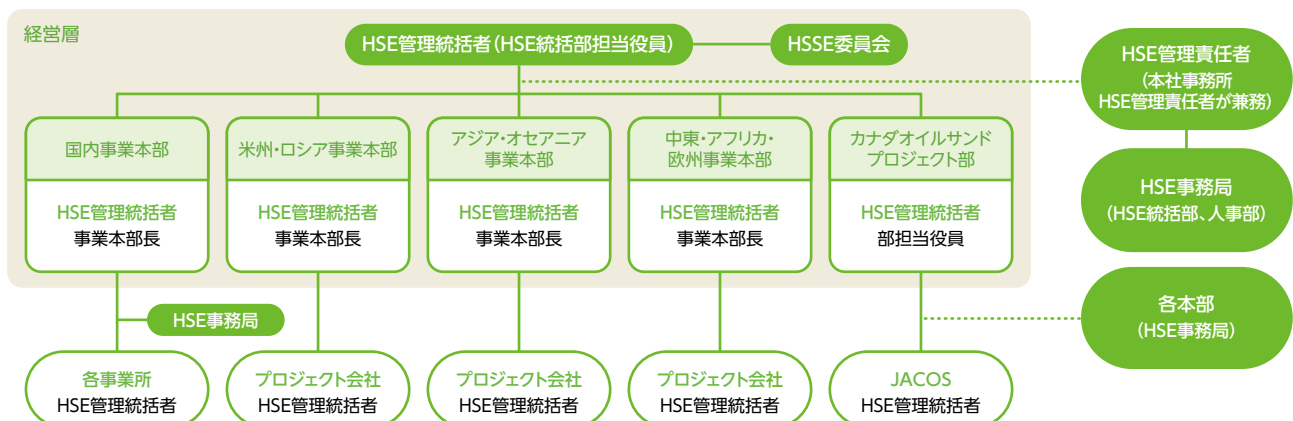 経営層
HSE管理統括者(HSE統括部担当役員)
HSSE委員会
HSE管理責任者
(本社事務所
HSE管理責任者が兼務)
国内事業本部
HSE管理統括者
事業本部長
米州・ロシア事業本部
HSE管理統括者
事業本部長
アジア・オセアニア
事業本部
HSE管理統括者
事業本部長
中東・アフリカ・
欧州事業本部
HSE管理統括者
事業本部長
カナダオイルサンド
プロジェクト部
HSE管理統括者
部担当役員
HSE事務局
(HSE統括部、人事部)
HSE事務局
各本部
(HSE事務局)
各事業所
HSE管理統括者
プロジェクト会社
HSE管理統括者
プロジェクト会社
HSE管理統括者
プロジェクト会社
HSE管理統括者
JACOS
HSE管理統括者